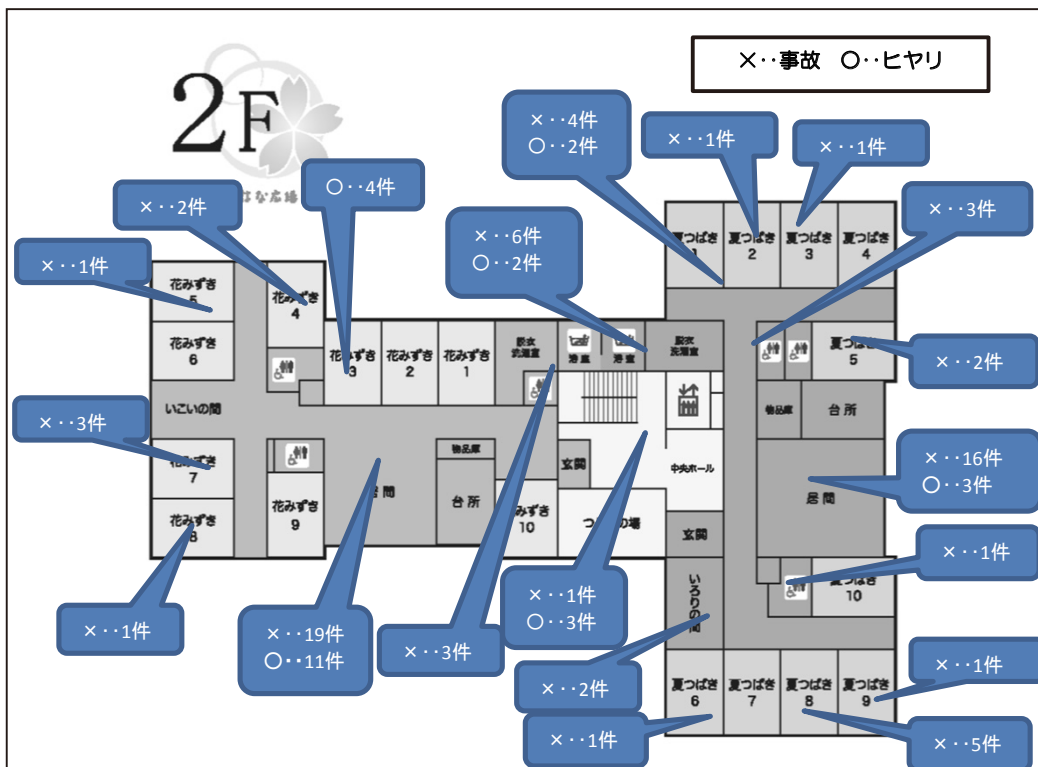 2F
はな広場
×‥事故 ○‥ヒヤリ
×‥4件
○‥2件
×‥1件
×‥1件
×‥3件
○‥4件
×‥2件
×‥1件
×‥6件
○‥2件
夏つばき
1
夏つばき
2
夏つばき
3
夏つばき
4
花みずき
5
花みずき
4
花みずき
6
花みずき
3
花みずき
2
花みずき
1
脱衣
洗濯室
浴室
浴室
脱衣
洗濯室
夏つばき
5
×‥2件
いこいの間
物品庫
台所
×‥3件
花みずき
7
花みずき
8
花みずき
9
居間
物品庫
台所
花みずき
10
玄関
中央ホール
居間
×‥16件
○‥3件
玄関
いろりの間
×‥1件
夏つばき
10
×‥1件
×‥19件
○‥11件
×‥3件
×‥1件
○‥3件
×‥2件
夏つばき
6
夏つばき
7
夏つばき
8
夏つばき
9
×‥1件
×‥1件
×‥5件